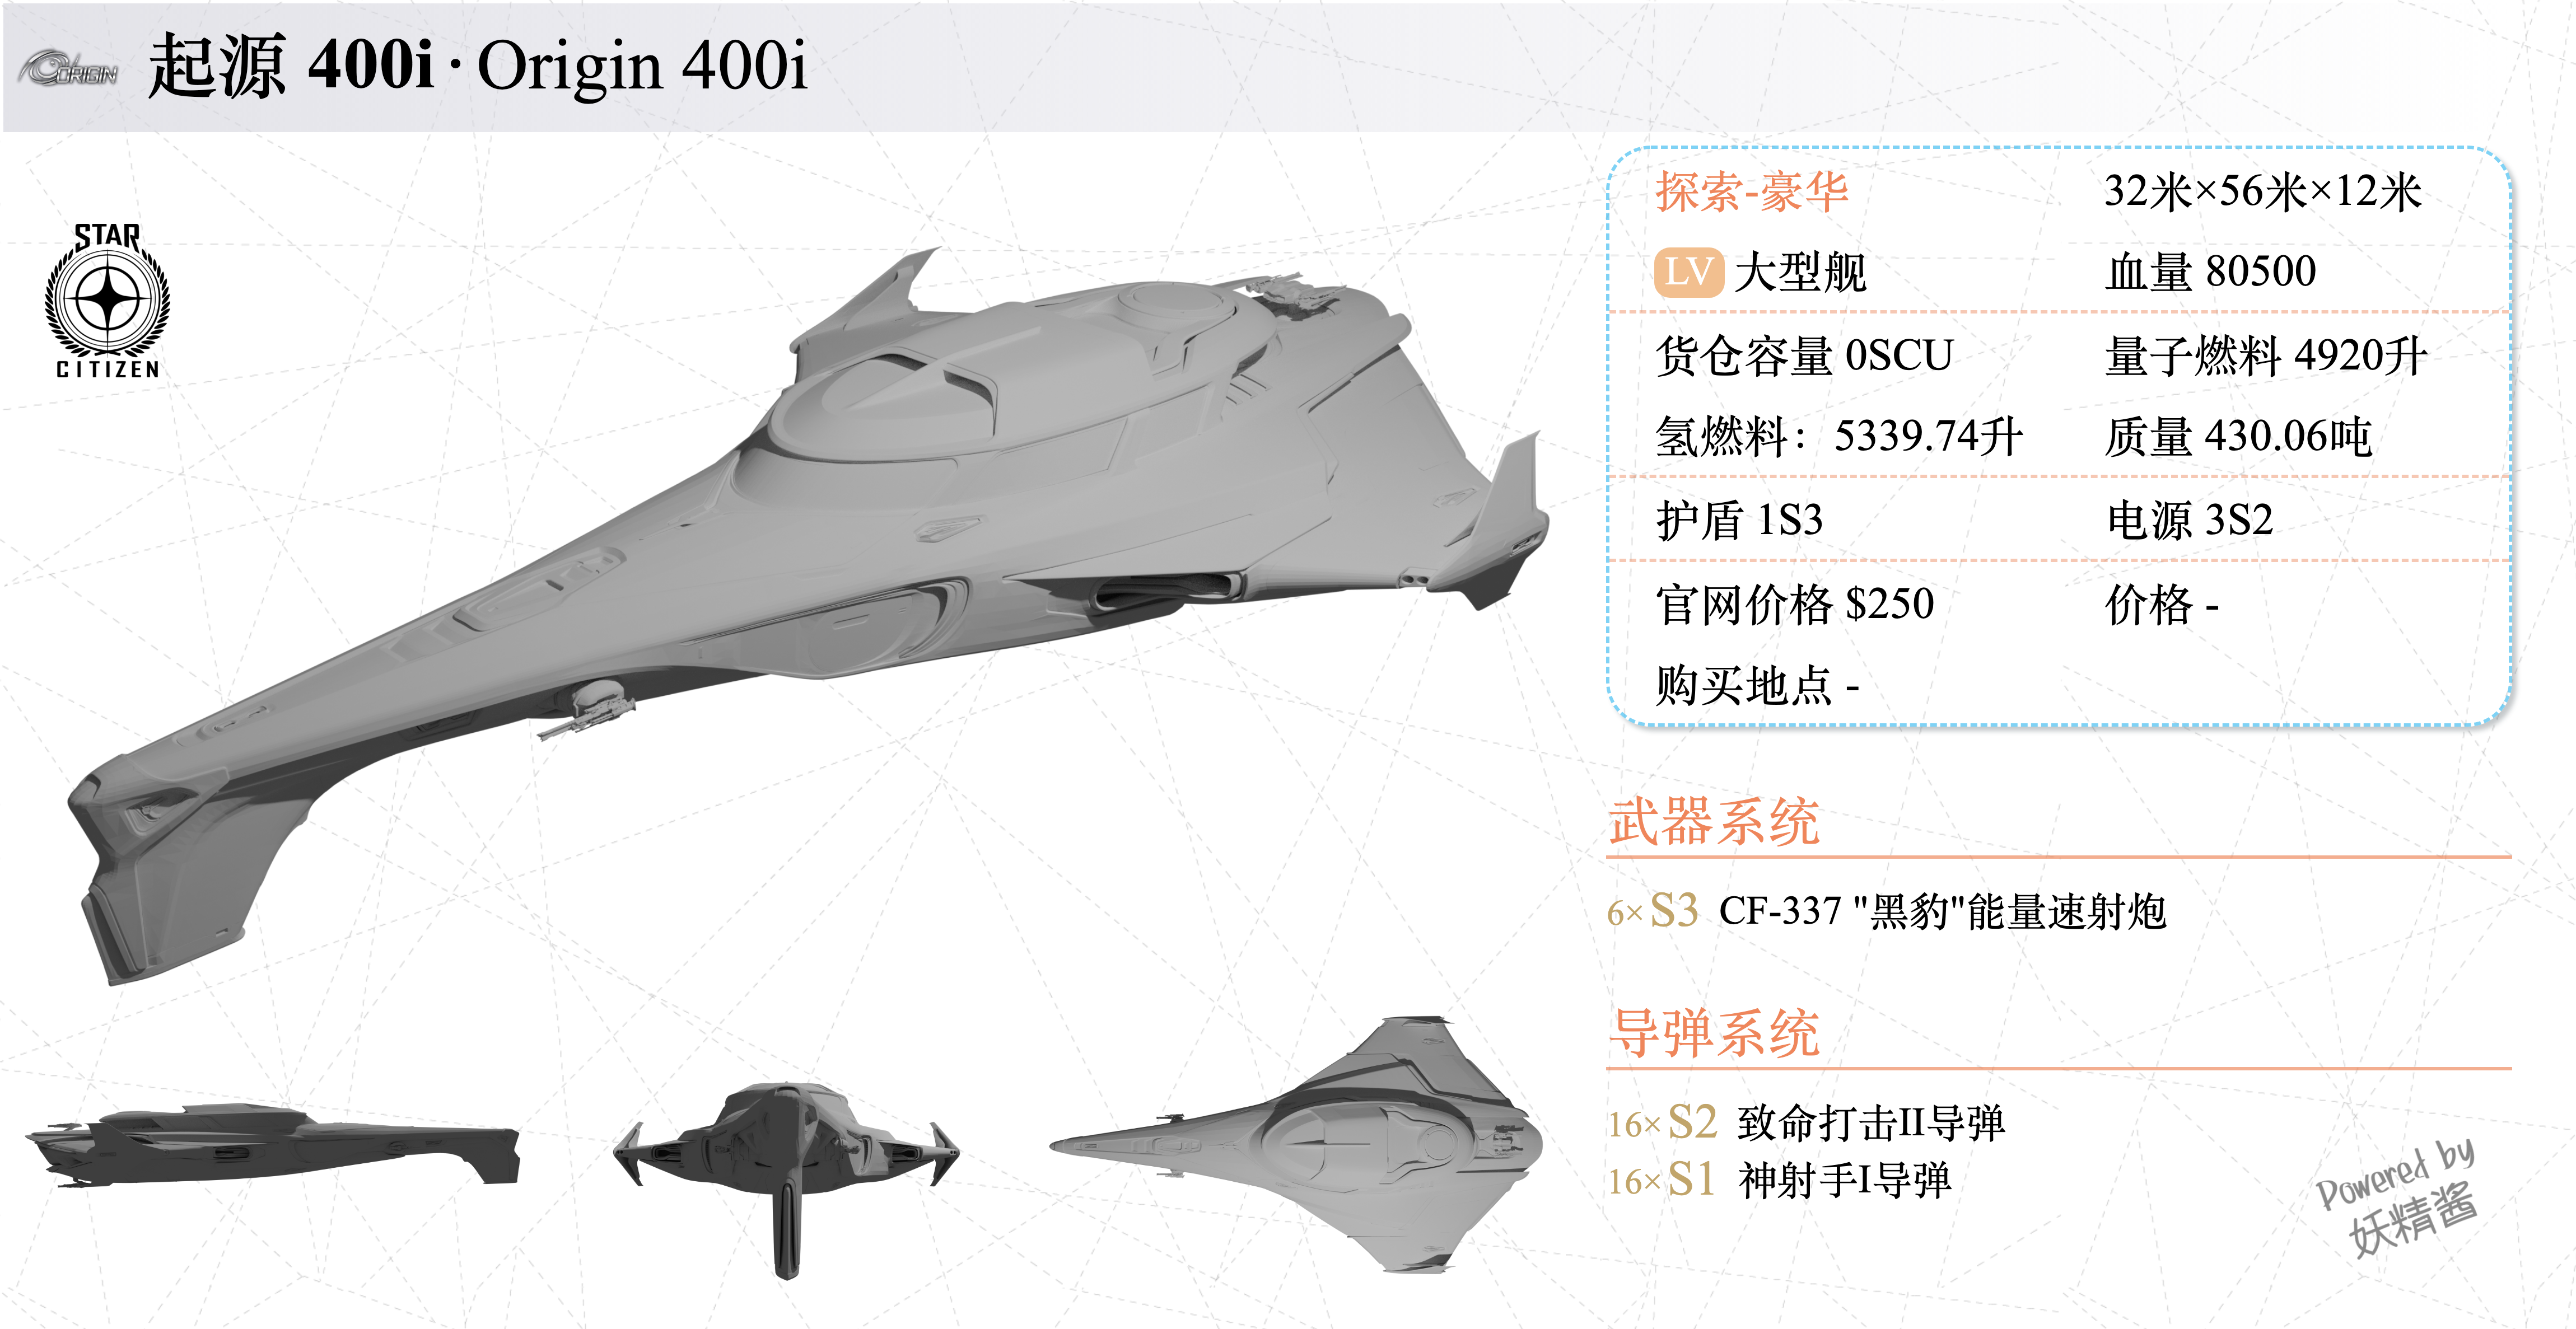 ORIGIN 起源 400i · Origin 400i
STAR
CITIZEN
探索-豪华 32米×56米×12米
LV 大型舰 血量 80500
货仓容量 0SCU 量子燃料 4920升
氢燃料：5339.74升 质量 430.06吨
护盾 1S3 电源 3S2
官网价格 $250 价格 -
购买地点 -
武器系统
6× S3 CF-337 "黑豹"能量速射炮
导弹系统
16× S2 致命打击II导弹
16× S1 神射手I导弹
Powered by
妖精酱